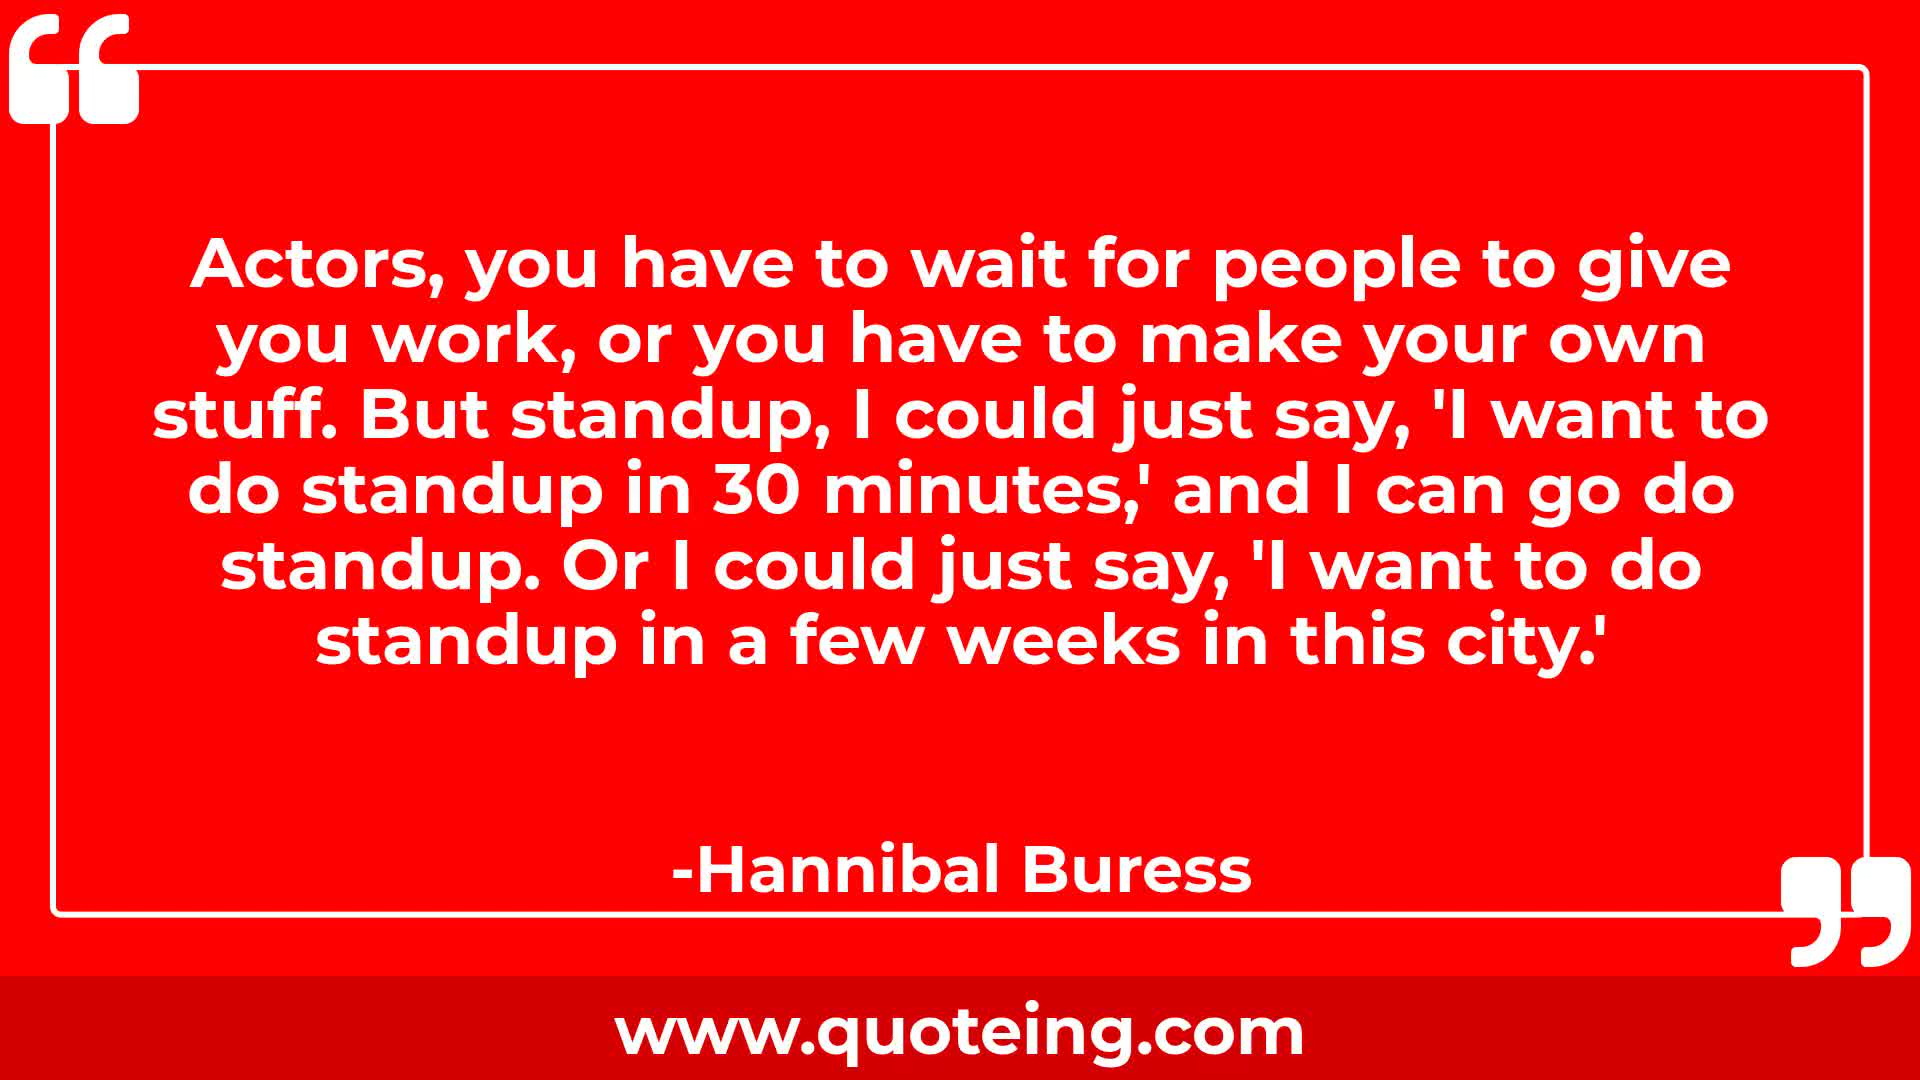 Actors, you have to wait for people to give
you work, or you have to make your own
stuff. But standup, I could just say, 'I want to
do standup in 30 minutes,' and I can go do
standup. Or I could just say, 'I want to do
standup in a few weeks in this city.'
-Hannibal Buress
www.quoteing.com